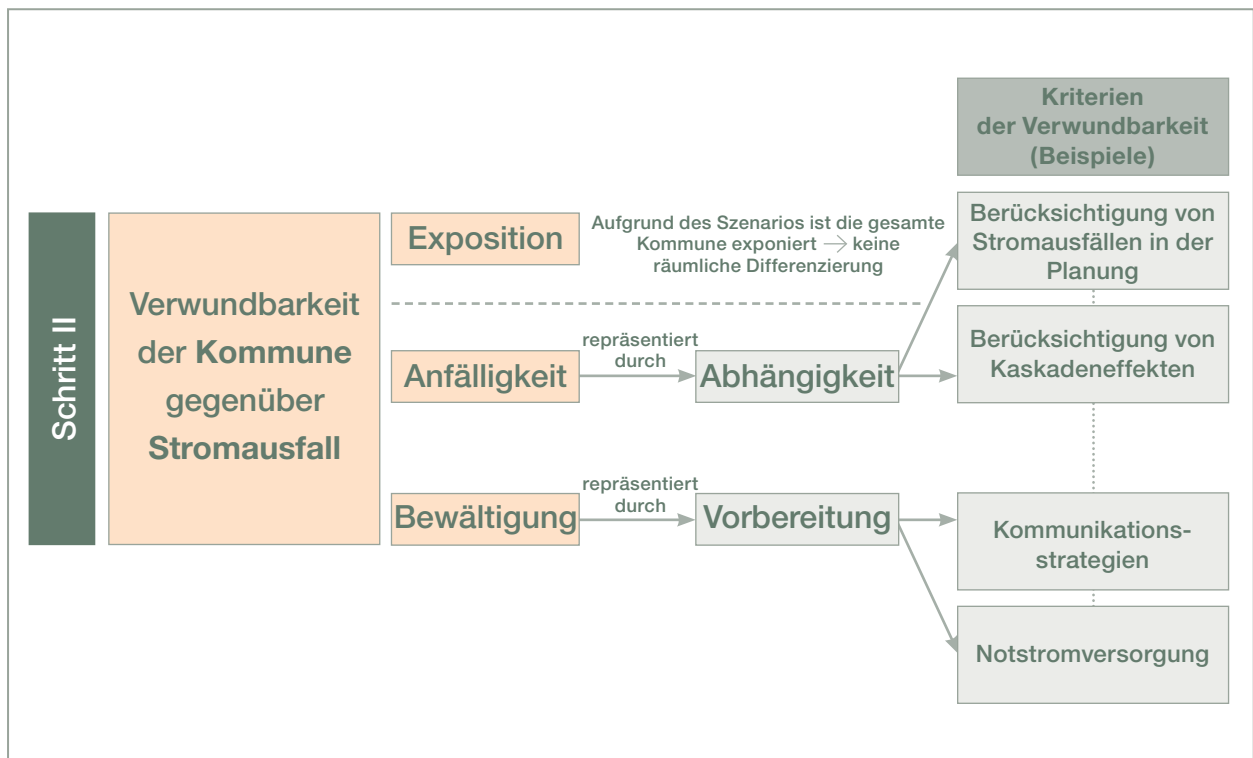 Schritt II
Verwundbarkeit
der Kommune
gegenüber
Stromausfall
Exposition
Aufgrund des Szenarios ist die gesamte
Kommune exponiert → keine
räumliche Differenzierung
Anfälligkeit
repräsentiert
durch
Abhängigkeit
Bewältigung
repräsentiert
durch
Vorbereitung
Kriterien
der Verwundbarkeit
(Beispiele)
Berücksichtigung von
Stromausfällen in der
Planung
Berücksichtigung von
Kaskadeneffekten
Kommunikations-
strategien
Notstromversorgung